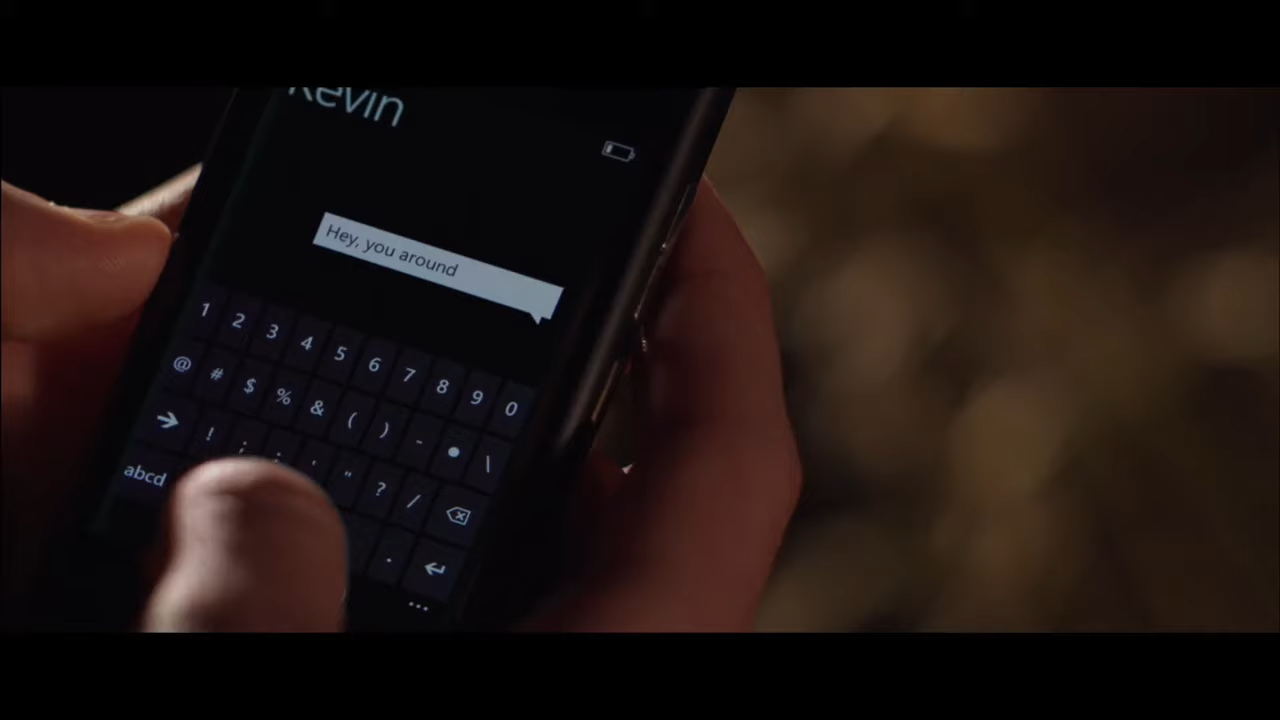 Kevin
Hey, you around
1 2 3 4 5 6 7 8 9 0
@ # $ % & ( ) - \
! ; : ' " ? /
abcd .